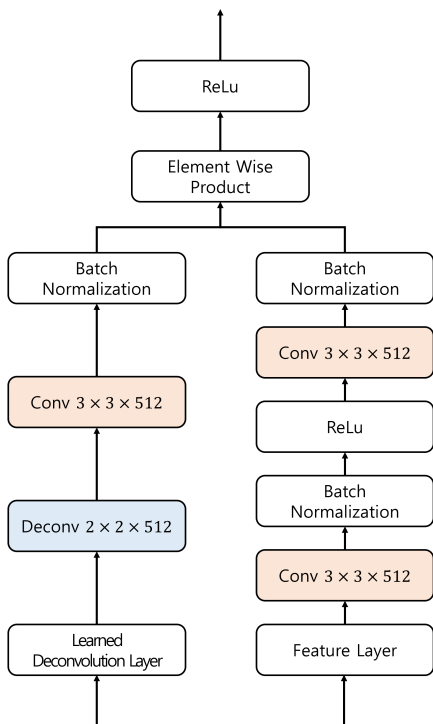 ReLu
Element Wise
Product
Batch
Normalization
Conv 3 × 3 × 512
Deconv 2 × 2 × 512
Learned
Deconvolution Layer
Batch
Normalization
Conv 3 × 3 × 512
ReLu
Batch
Normalization
Conv 3 × 3 × 512
Feature Layer